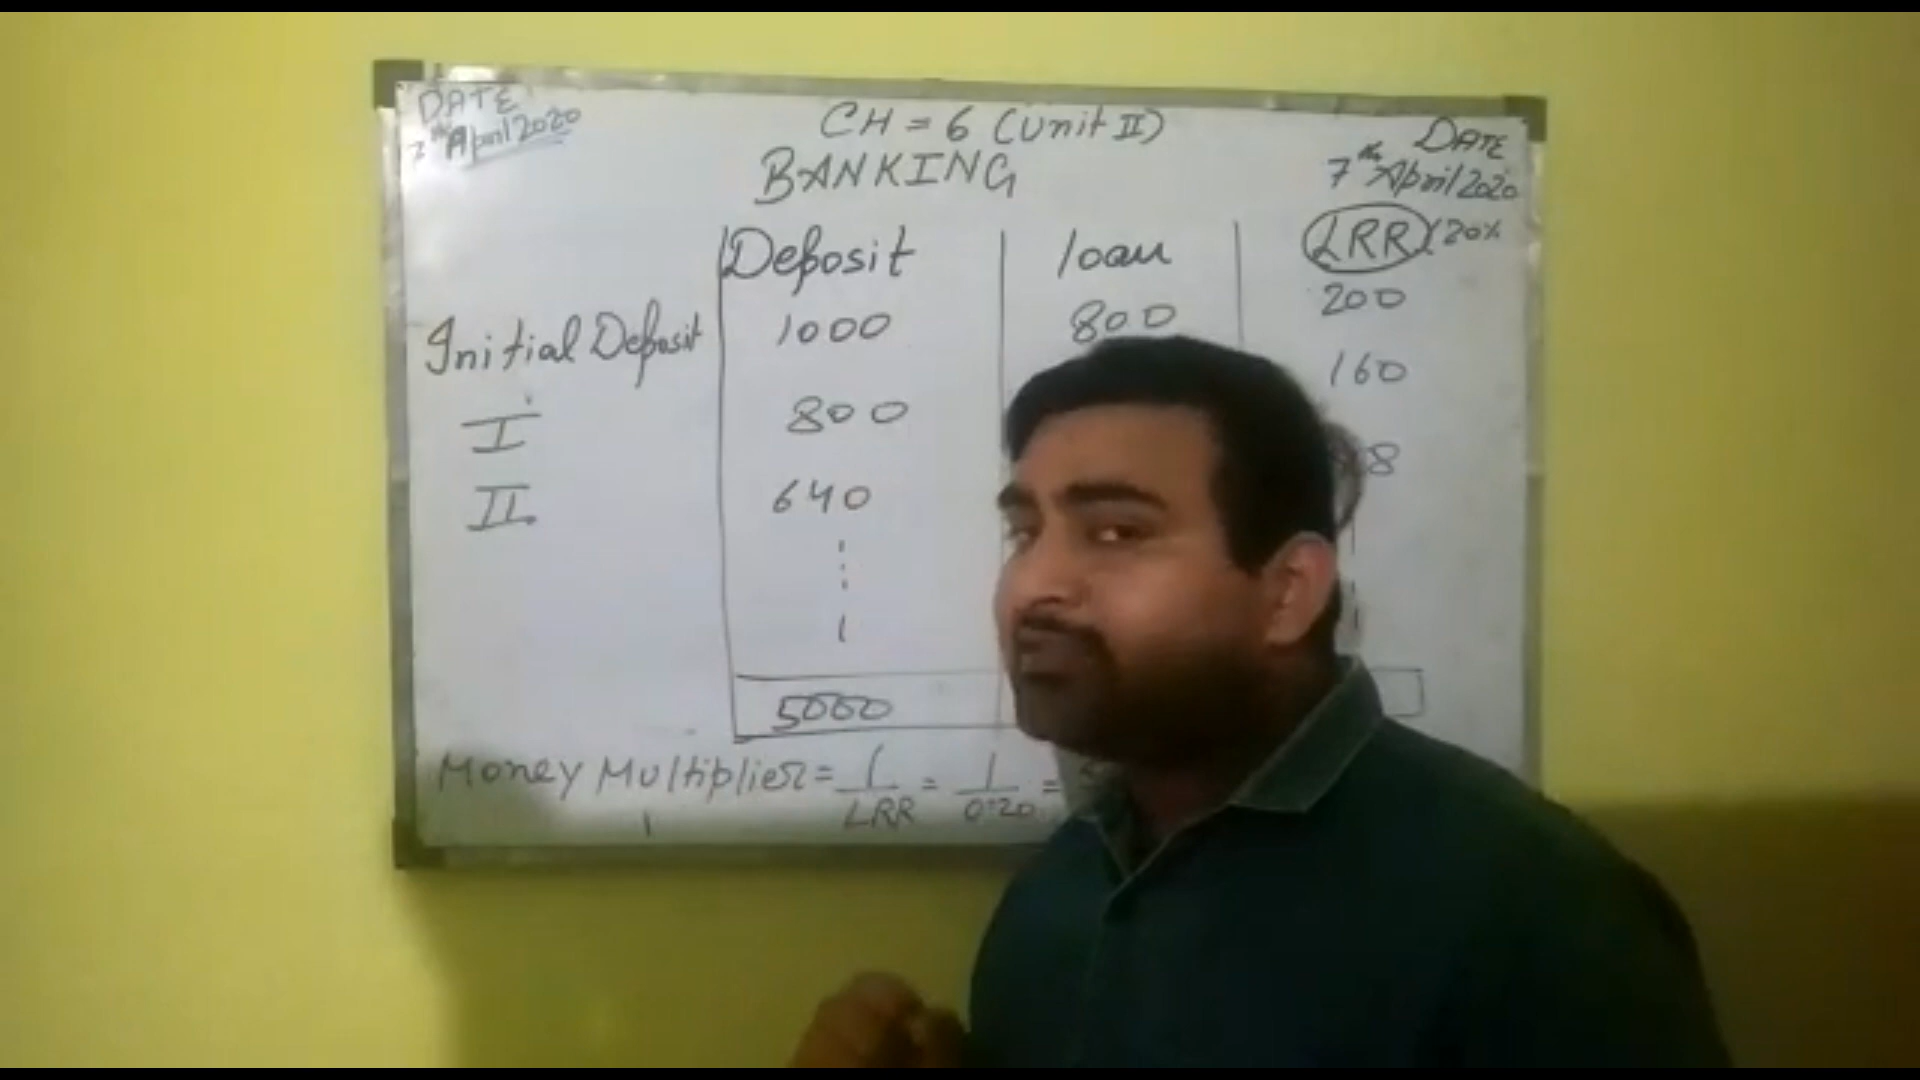 DATE
7th April 2020
CH = 6 (Unit II)
BANKING
DATE
7th April 2020
Deposit loan LRR (20%
Initial Deposit 1000 800 200
I 800 160
II 640 8
5000
Money Multiplier = 1/LRR = 1/0.20 =